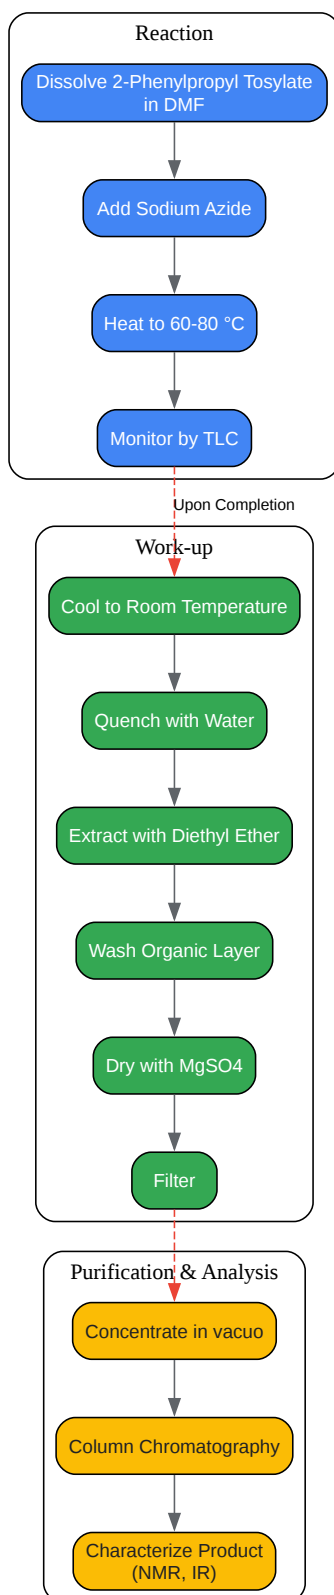 Reaction
Dissolve 2-Phenylpropyl Tosylate
in DMF
Add Sodium Azide
Heat to 60-80 °C
Monitor by TLC
Upon Completion
Work-up
Cool to Room Temperature
Quench with Water
Extract with Diethyl Ether
Wash Organic Layer
Dry with MgSO4
Filter
Purification & Analysis
Concentrate in vacuo
Column Chromatography
Characterize Product
(NMR, IR)